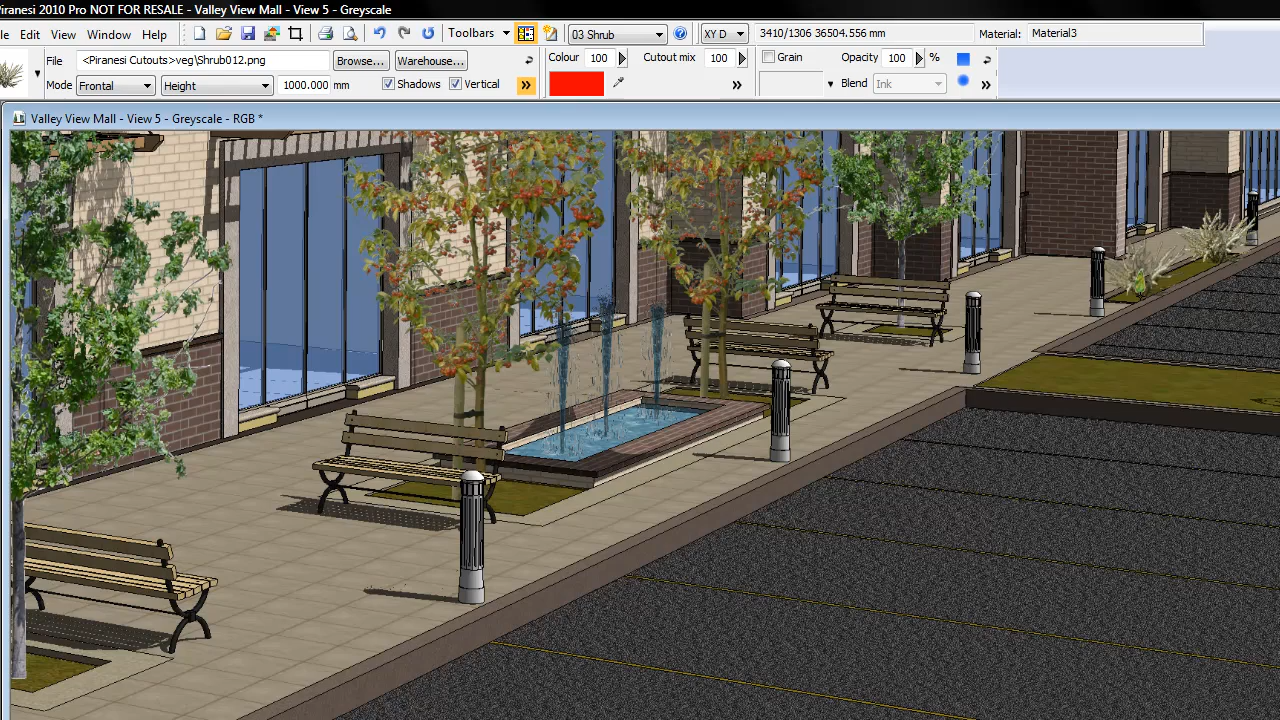 Piranesi 2010 Pro NOT FOR RESALE - Valley View Mall - View 5 - Greyscale
le Edit View Window Help Toolbars 03 Shrub XY D 3410/1306 36504.556 mm Material: Material3
File <Piranesi Cutouts>veg\Shrub012.png Browse... Warehouse... Colour 100 Cutout mix 100 Grain Opacity 100 %
Mode Frontal Height 1000.000 mm Shadows Vertical Blend Ink
Valley View Mall - View 5 - Greyscale - RGB *